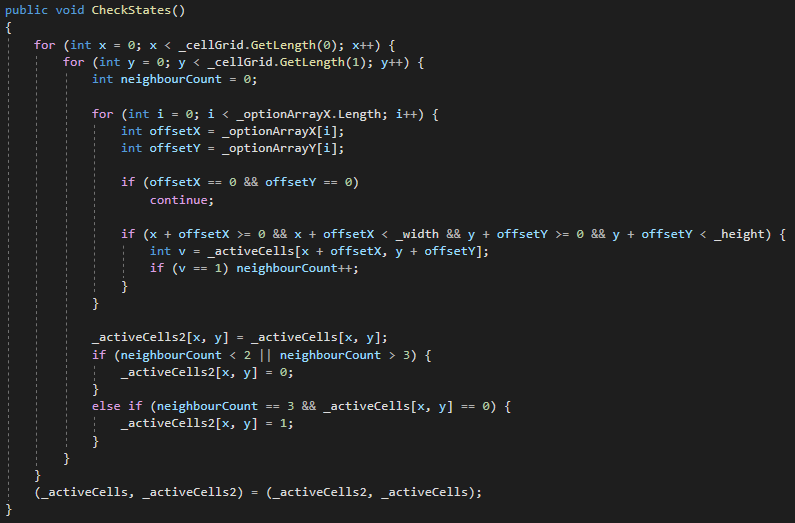 public void CheckStates()
{
for (int x = 0; x < _cellGrid.GetLength(0); x++) {
for (int y = 0; y < _cellGrid.GetLength(1); y++) {
int neighbourCount = 0;
for (int i = 0; i < _optionArrayX.Length; i++) {
int offsetX = _optionArrayX[i];
int offsetY = _optionArrayY[i];
if (offsetX == 0 && offsetY == 0)
continue;
if (x + offsetX >= 0 && x + offsetX < _width && y + offsetY >= 0 && y + offsetY < _height) {
int v = _activeCells[x + offsetX, y + offsetY];
if (v == 1) neighbourCount++;
}
}
_activeCells2[x, y] = _activeCells[x, y];
if (neighbourCount < 2 || neighbourCount > 3) {
_activeCells2[x, y] = 0;
}
else if (neighbourCount == 3 && _activeCells[x, y] == 0) {
_activeCells2[x, y] = 1;
}
}
}
(_activeCells, _activeCells2) = (_activeCells2, _activeCells);
}